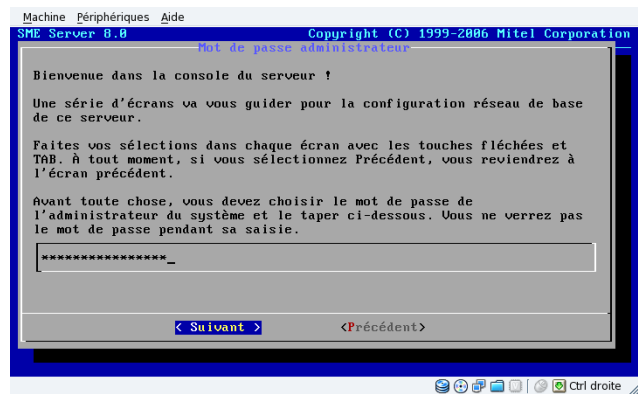 Machine Périphériques Aide
SME Server 8.0 Copyright (C) 1999-2006 Mitel Corporation
Mot de passe administrateur
Bienvenue dans la console du serveur !
Une série d'écrans va vous guider pour la configuration réseau de base
de ce serveur.
Faites vos sélections dans chaque écran avec les touches fléchées et
TAB. À tout moment, si vous sélectionnez Précédent, vous reviendrez à
l'écran précédent.
Avant toute chose, vous devez choisir le mot de passe de
l'administrateur du système et le taper ci-dessous. Vous ne verrez pas
le mot de passe pendant sa saisie.
****************_
< Suivant > <Précédent>
Ctrl droite